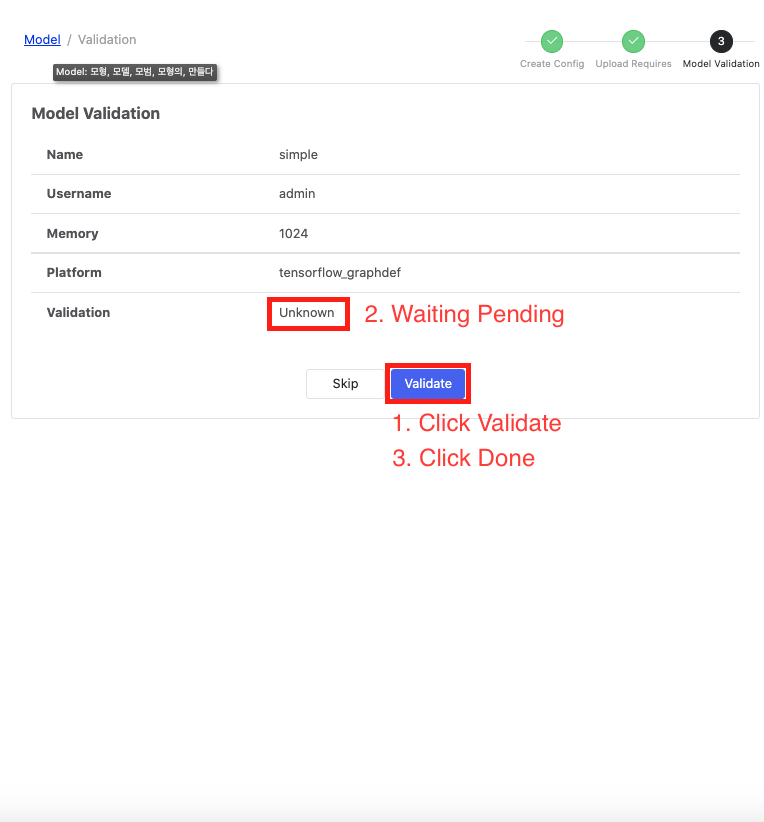 Model / Validation
3
Create Config Upload Requires Model Validation
Model: 모형, 모델, 모범, 모형의, 만들다
Model Validation
Name simple
Username admin
Memory 1024
Platform tensorflow_graphdef
Validation Unknown 2. Waiting Pending
Skip Validate
1. Click Validate
3. Click Done